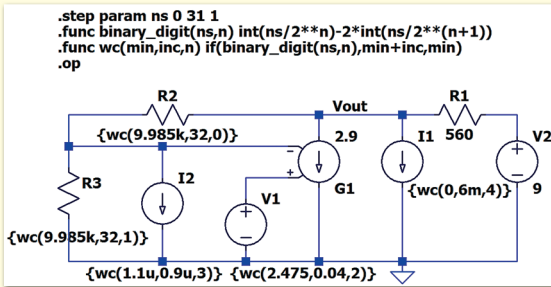 .step param ns 0 31 1
.func binary_digit(ns,n) int(ns/2**n)-2*int(ns/2**(n+1))
.func wc(min,inc,n) if(binary_digit(ns,n),min+inc,min)
.op
R2
{wc(9.985k,32,0)}
Vout
R1
560
2.9
G1
I1
{wc(0,6m,4)}
V2
9
R3
{wc(9.985k,32,1)}
I2
{wc(1.1u,0.9u,3)}
V1
{wc(2.475,0.04,2)}